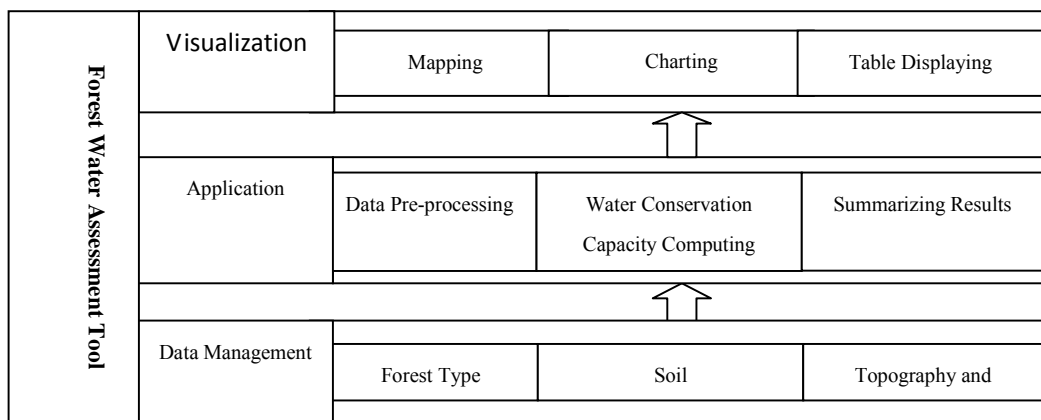 Forest Water Assessment Tool
Visualization
Mapping
Charting
Table Displaying
Application
Data Pre-processing
Water Conservation
Capacity Computing
Summarizing Results
Data Management
Forest Type
Soil
Topography and